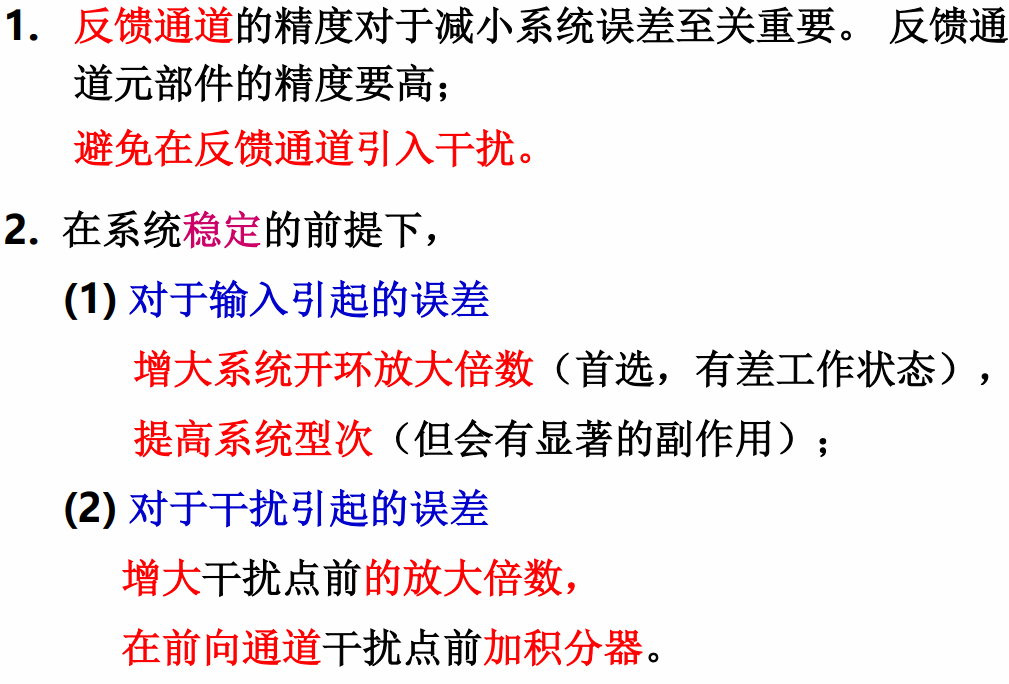 1. 反馈通道的精度对于减小系统误差至关重要。 反馈通
道元部件的精度要高；
避免在反馈通道引入干扰。
2. 在系统稳定的前提下，
(1) 对于输入引起的误差
增大系统开环放大倍数（首选，有差工作状态），
提高系统型次（但会有显著的副作用）；
(2) 对于干扰引起的误差
增大干扰点前的放大倍数，
在前向通道干扰点前加积分器。